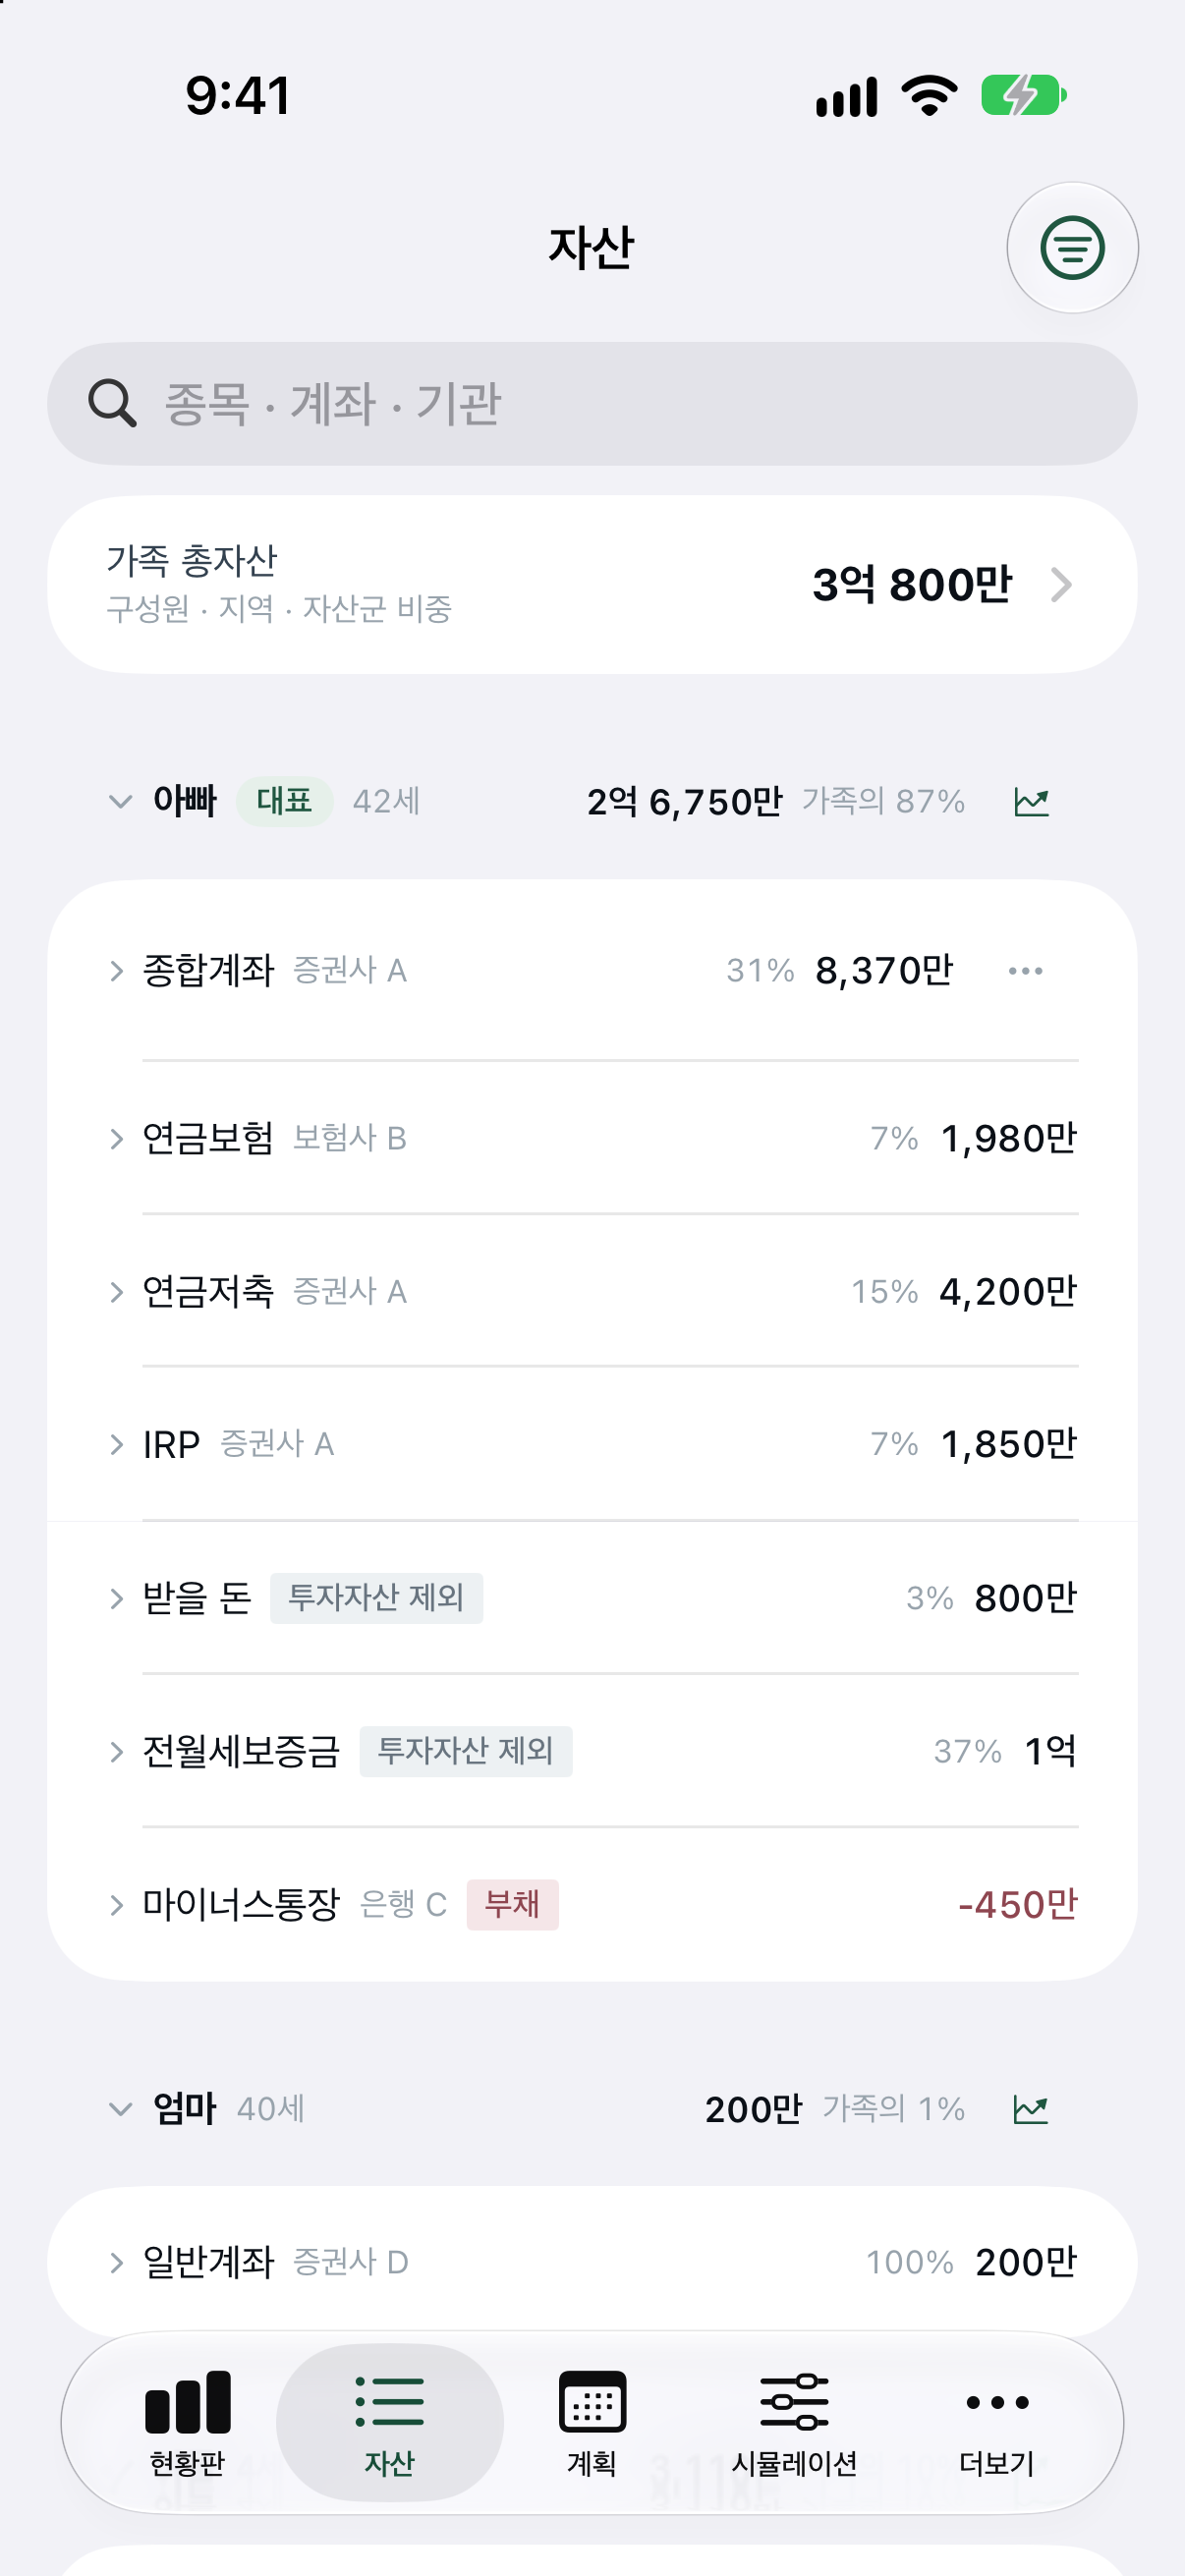 9:41
자산
종목 · 계좌 · 기관
가족 총자산
구성원 · 지역 · 자산군 비중
3억 800만
아빠 대표 42세 2억 6,750만 가족의 87%
종합계좌 증권사 A 31% 8,370만
연금보험 보험사 B 7% 1,980만
연금저축 증권사 A 15% 4,200만
IRP 증권사 A 7% 1,850만
받을 돈 투자자산 제외 3% 800만
전월세보증금 투자자산 제외 37% 1억
마이너스통장 은행 C 부채 -450만
엄마 40세 200만 가족의 1%
일반계좌 증권사 D 100% 200만
현황판 자산 계획 시뮬레이션 더보기